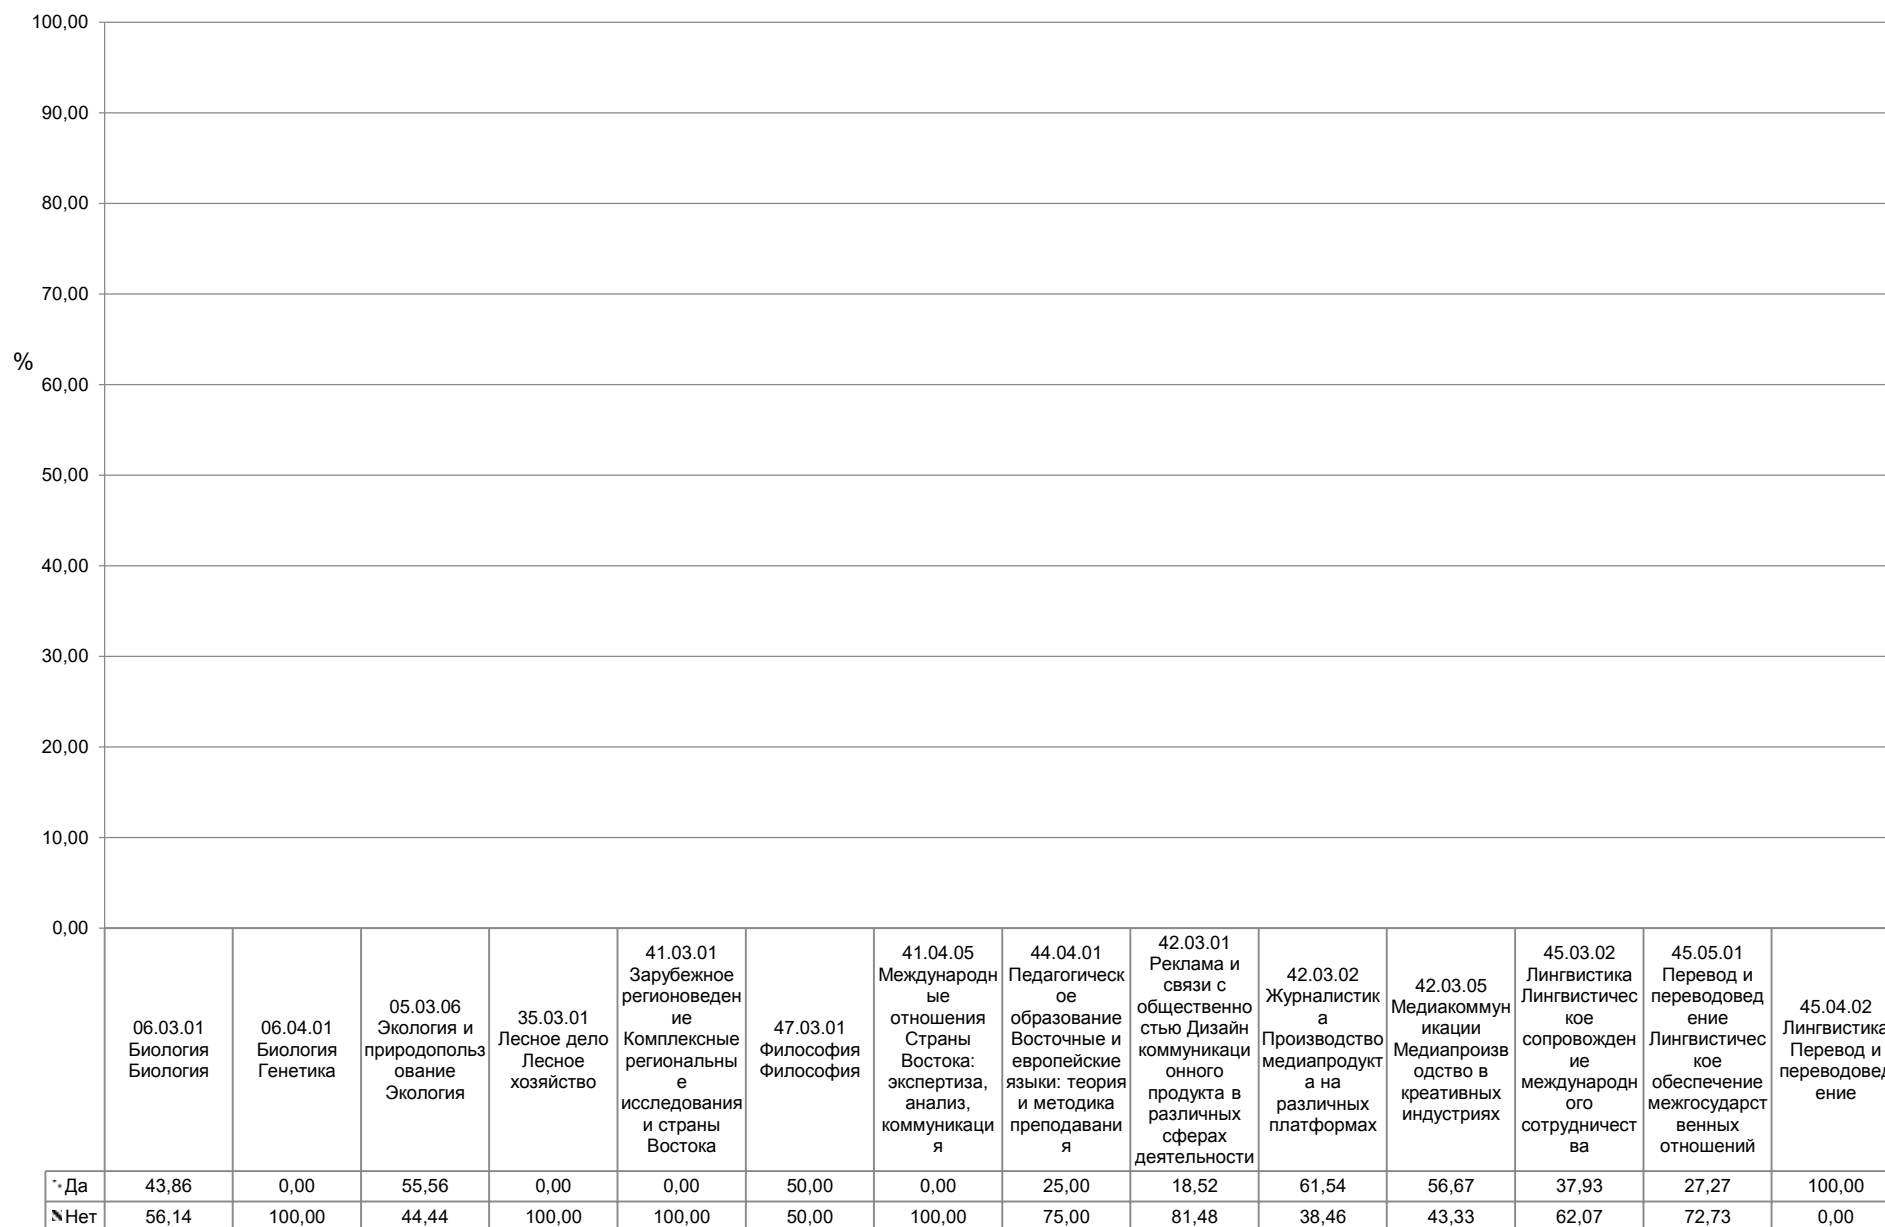 100,00
90,00
80,00
70,00
%
60,00
50,00
40,00
30,00
20,00
10,00
0,00
06.03.01
Биология
Биология
06.04.01
Биология
Генетика
05.03.06
Экология и
природопольз
ование
Экология
35.03.01
Лесное дело
Лесное
хозяйство
41.03.01
Зарубежное
регионоведен
ие
Комплексные
региональны
е
исследования
и страны
Востока
47.03.01
Философия
Философия
41.04.05
Международн
ые
отношения
Страны
Востока:
экспертиза,
анализ,
коммуникаци
я
44.04.01
Педагогическ
ое
образование
Восточные и
европейские
языки: теория
и методика
преподавани
я
42.03.01
Реклама и
связи с
общественно
стью Дизайн
коммуникаци
онного
продукта в
различных
сферах
деятельности
42.03.02
Журналистик
а
Производство
медиапродукт
а на
различных
платформах
42.03.05
Медиакоммун
икации
Медиапроизв
одство в
креативных
индустриях
45.03.02
Лингвистика
Лингвистичес
кое
сопровожден
ие
международн
ого
сотрудничест
ва
45.05.01
Перевод и
переводовед
ение
Лингвистичес
кое
обеспечение
межгосударст
венных
отношений
45.04.02
Лингвистика
Перевод и
переводовед
ение
Да 43,86 0,00 55,56 0,00 0,00 50,00 0,00 25,00 18,52 61,54 56,67 37,93 27,27 100,00
Нет 56,14 100,00 44,44 100,00 100,00 50,00 100,00 75,00 81,48 38,46 43,33 62,07 72,73 0,00